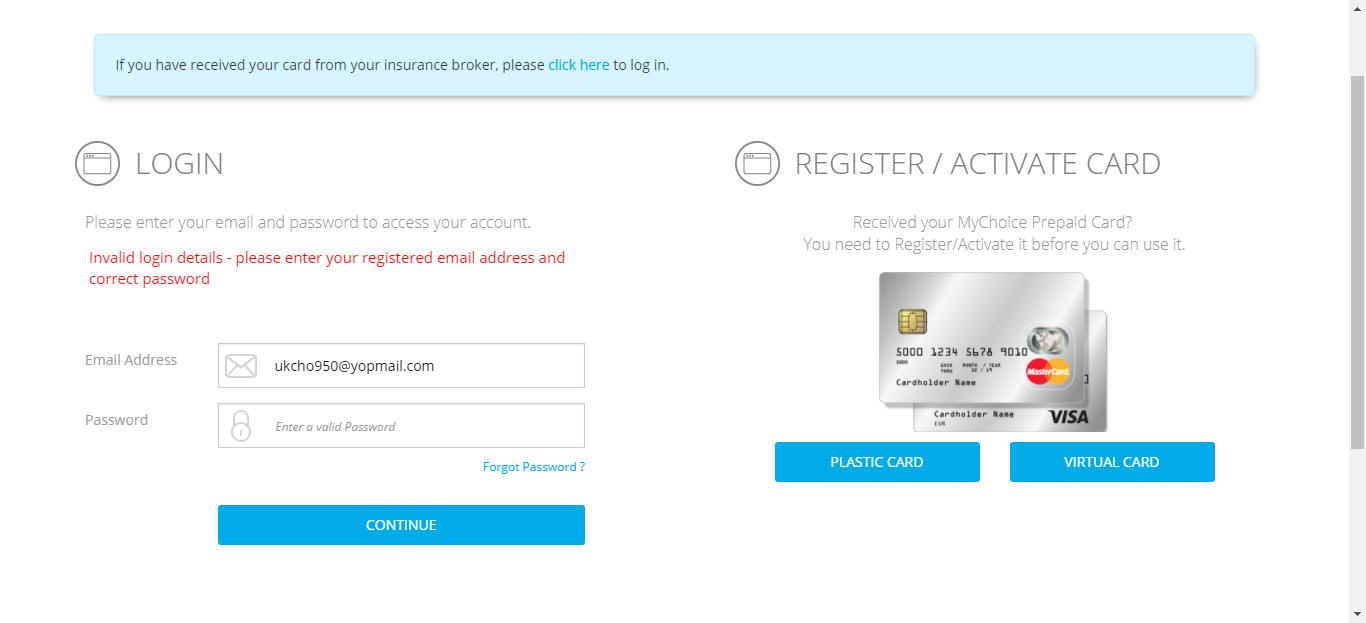 If you have received your card from your insurance broker, please click here to log in.
LOGIN
Please enter your email and password to access your account.
Invalid login details - please enter your registered email address and
correct password
Email Address
ukcho950@yopmail.com
Password
Enter a valid Password
Forgot Password ?
CONTINUE
REGISTER / ACTIVATE CARD
Received your MyChoice Prepaid Card?
You need to Register/Activate it before you can use it.
5000 1234 5678 9010
5000
GOOD THRU
MONTH / YEAR
12 / 19
Cardholder Name
MasterCard.
Cardholder Name
EUR
VISA
PLASTIC CARD
VIRTUAL CARD